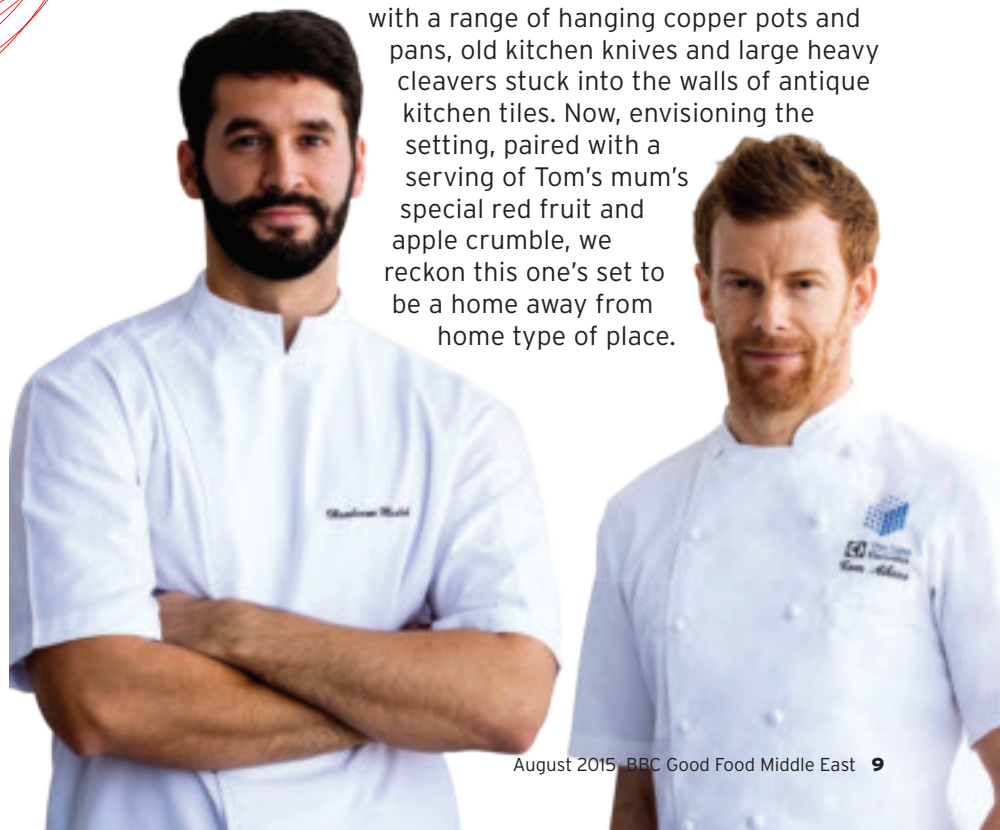 with a range of hanging copper pots and
pans, old kitchen knives and large heavy
cleavers stuck into the walls of antique
kitchen tiles. Now, envisioning the
setting, paired with a
serving of Tom’s mum’s
special red fruit and
apple crumble, we
reckon this one’s set to
be a home away from
home type of place.
Tom
August 2015 BBC Good Food Middle East 9